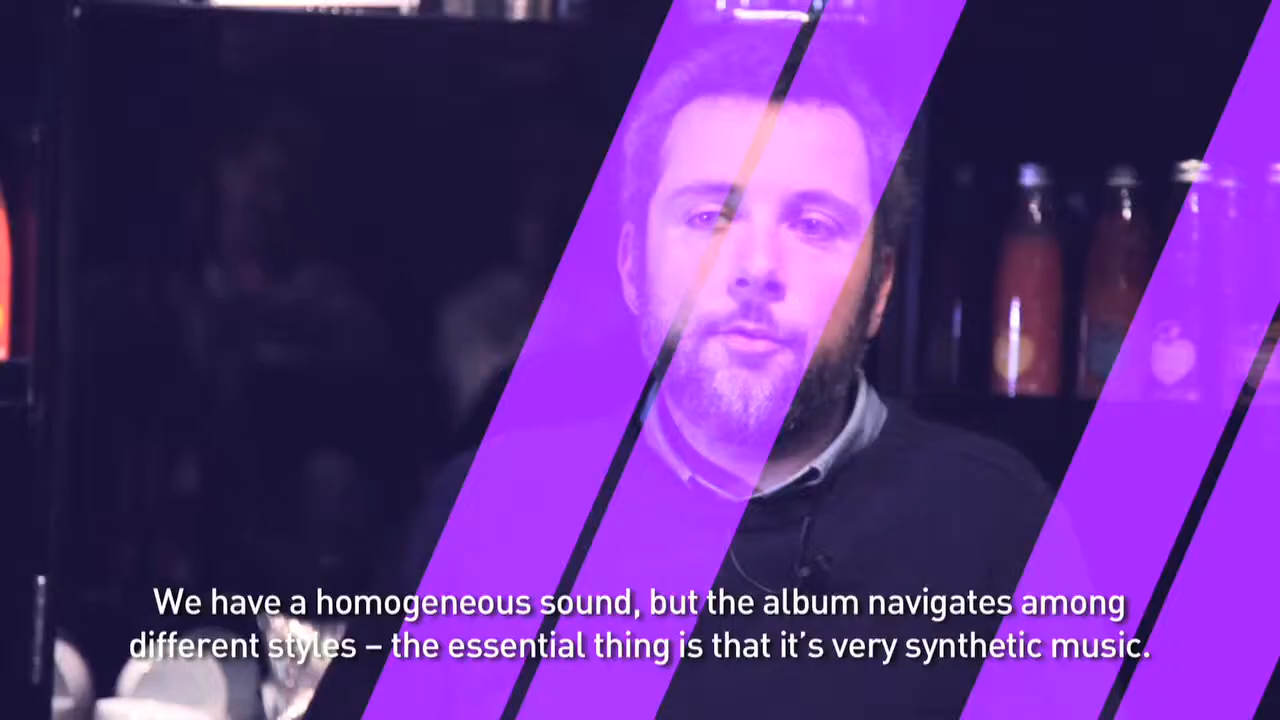 We have a homogeneous sound, but the album navigates among
different styles – the essential thing is that it’s very synthetic music.